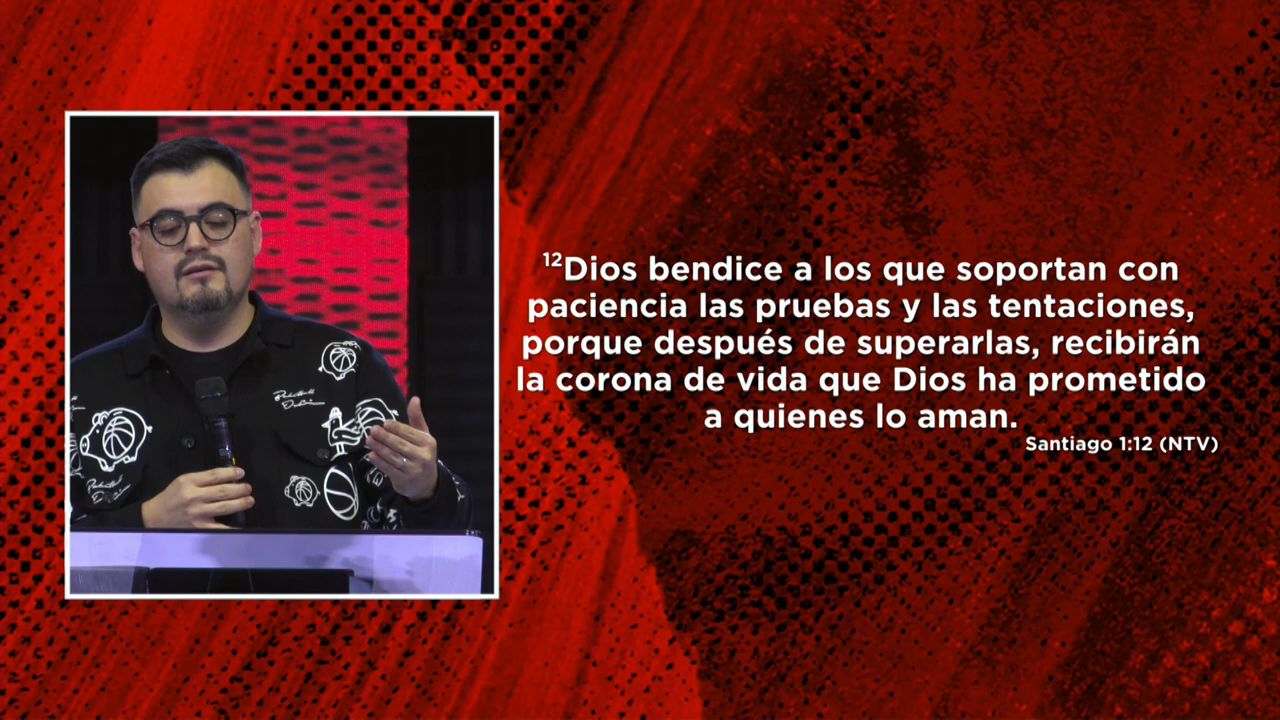 ¹²Dios bendice a los que soportan con
paciencia las pruebas y las tentaciones,
porque después de superarlas, recibirán
la corona de vida que Dios ha prometido
a quienes lo aman.
Santiago 1:12 (NTV)